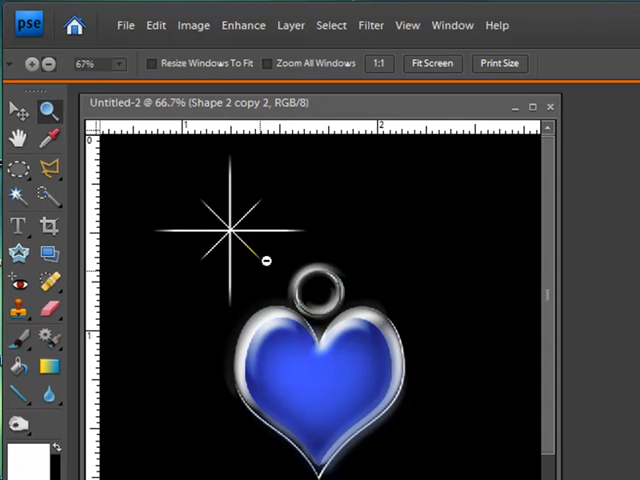 pse File Edit Image Enhance Layer Select Filter View Window Help
67% Resize Windows To Fit Zoom All Windows 1:1 Fit Screen Print Size
Untitled-2 @ 66.7% (Shape 2 copy 2, RGB/8)
1 2
0
T
1